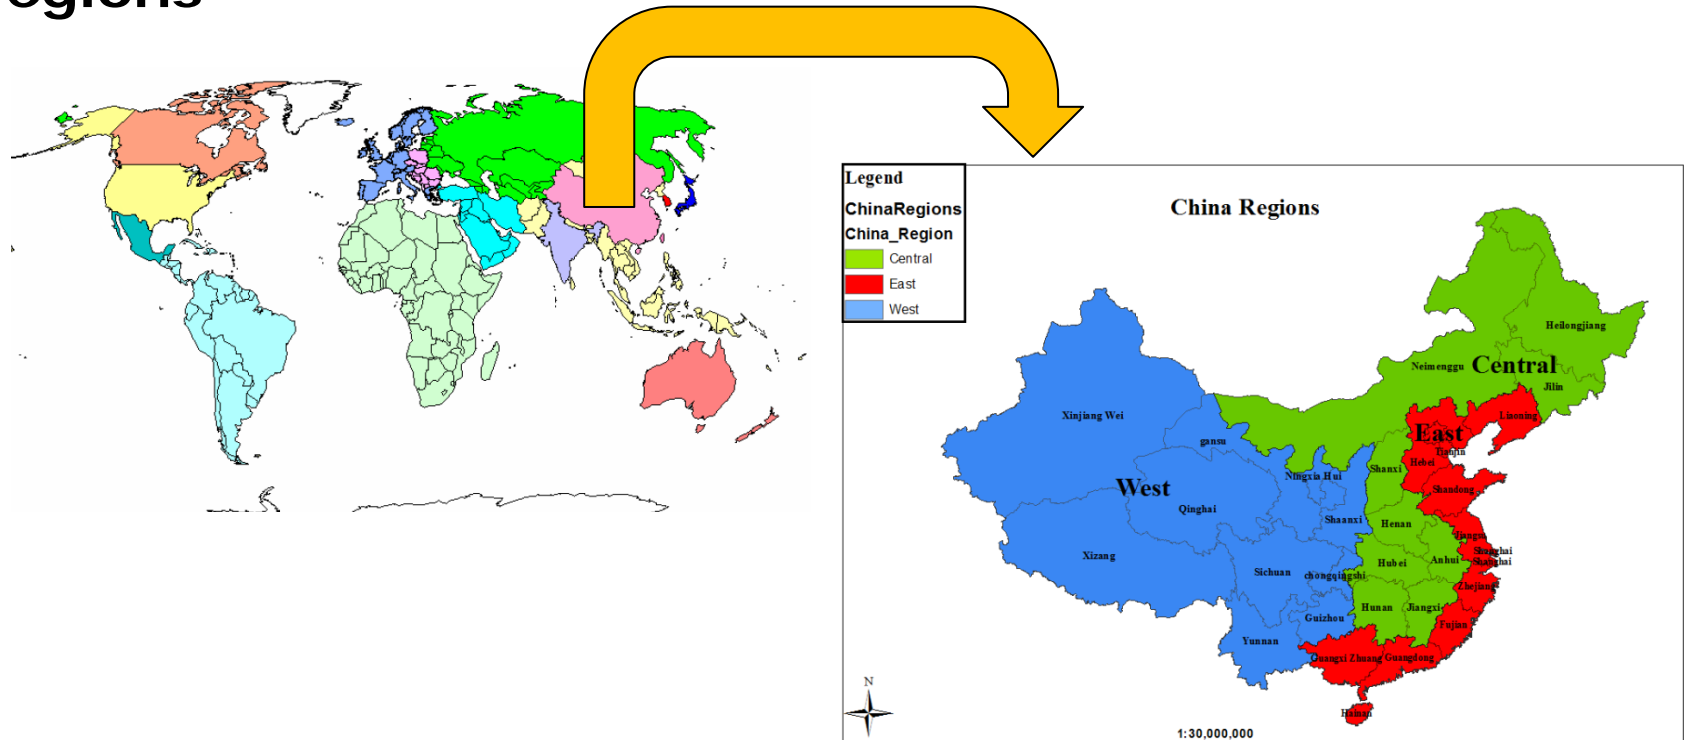 egions
Legend
ChinaRegions
China_Region
Central
East
West
China Regions
Heilongjiang
Neimenggu
Central
Jilin
Xinjiang Wei
Liaoning
East
gansu
Tianjin
Hebei
Shanxi
Ningxia Hui
West
Shandong
Qinghai
Shaanxi
Henan
Jiangsu
Shanghai
Xizang
Hubei
Anhui
Shanghai
Sichuan
chongqingshi
Zhejiang
Hunan
Jiangxi
Guizhou
Fujian
Yunnan
Guangxi Zhuang
Guangdong
N
Hainan
1:30,000,000